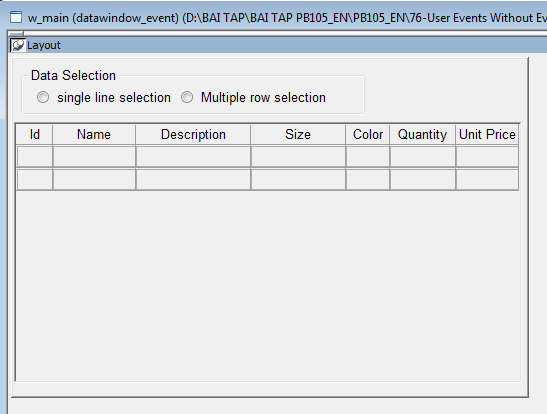 w_main (datawindow_event) (D:\BAI TAP\BAI TAP PB105_EN\PB105_EN\76-User Events Without Ev
Layout
Data Selection
single line selection Multiple row selection
Id Name Description Size Color Quantity Unit Price